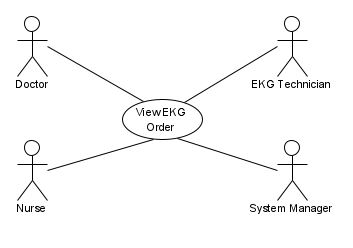 Doctor
EKG Technician
ViewEKG
Order
Nurse
System Manager